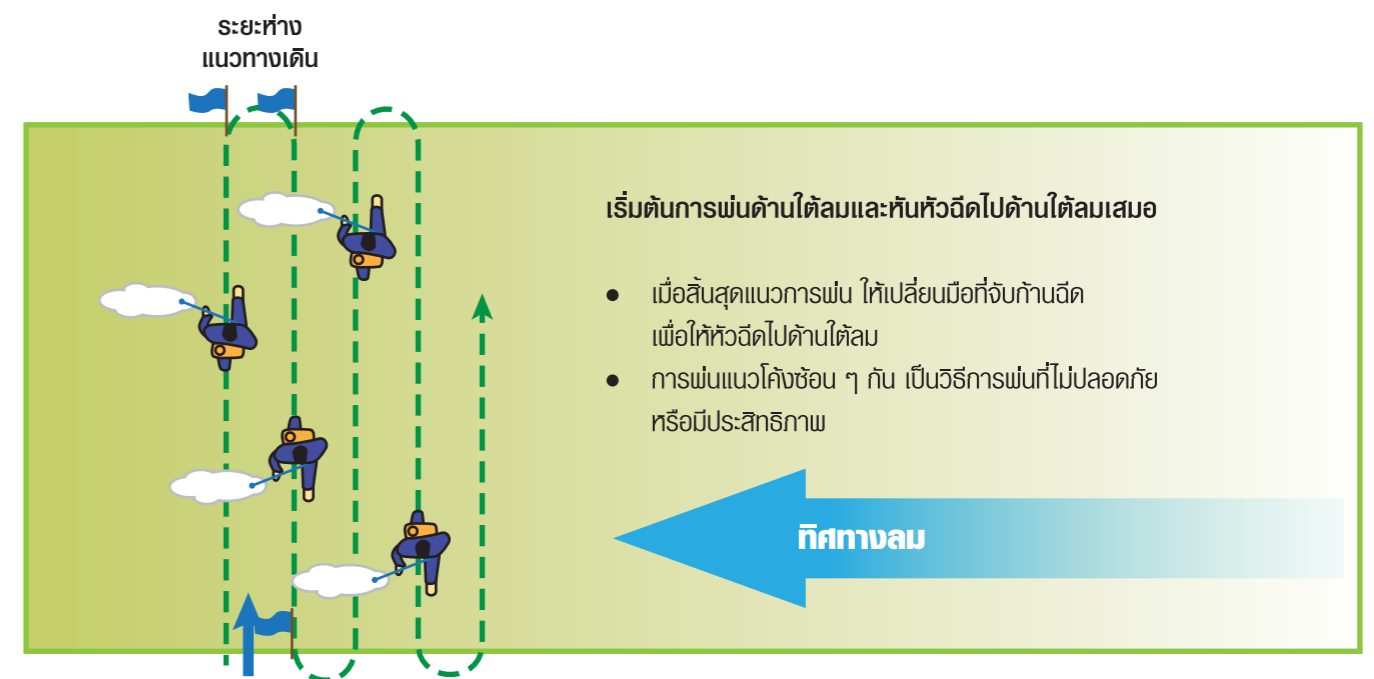 ระยะห่าง
แนวทางเดิน
เริ่มต้นการพ่นด้านใต้ลมและหันหัวฉีดไปด้านใต้ลมเสมอ
● เมื่อสิ้นสุดแนวการพ่น ให้เปลี่ยนมือที่จับก้านฉีด
เพื่อให้หัวฉีดไปด้านใต้ลม
● การพ่นแนวโค้งซ้อน ๆ กัน เป็นวิธีการพ่นที่ไม่ปลอดภัย
หรือมีประสิทธิภาพ
ทิศทางลม